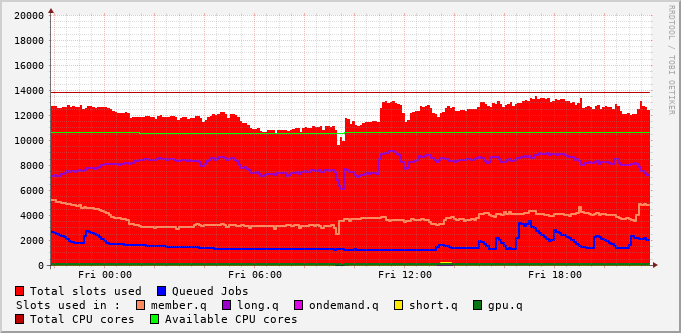 20000
18000
16000
14000
12000
10000
8000
6000
4000
2000
0
Fri 00:00 Fri 06:00 Fri 12:00 Fri 18:00
RRDTOOL / TOBI OETIKER
Total slots used Queued Jobs
Slots used in : member.q long.q ondemand.q short.q gpu.q
Total CPU cores Available CPU cores